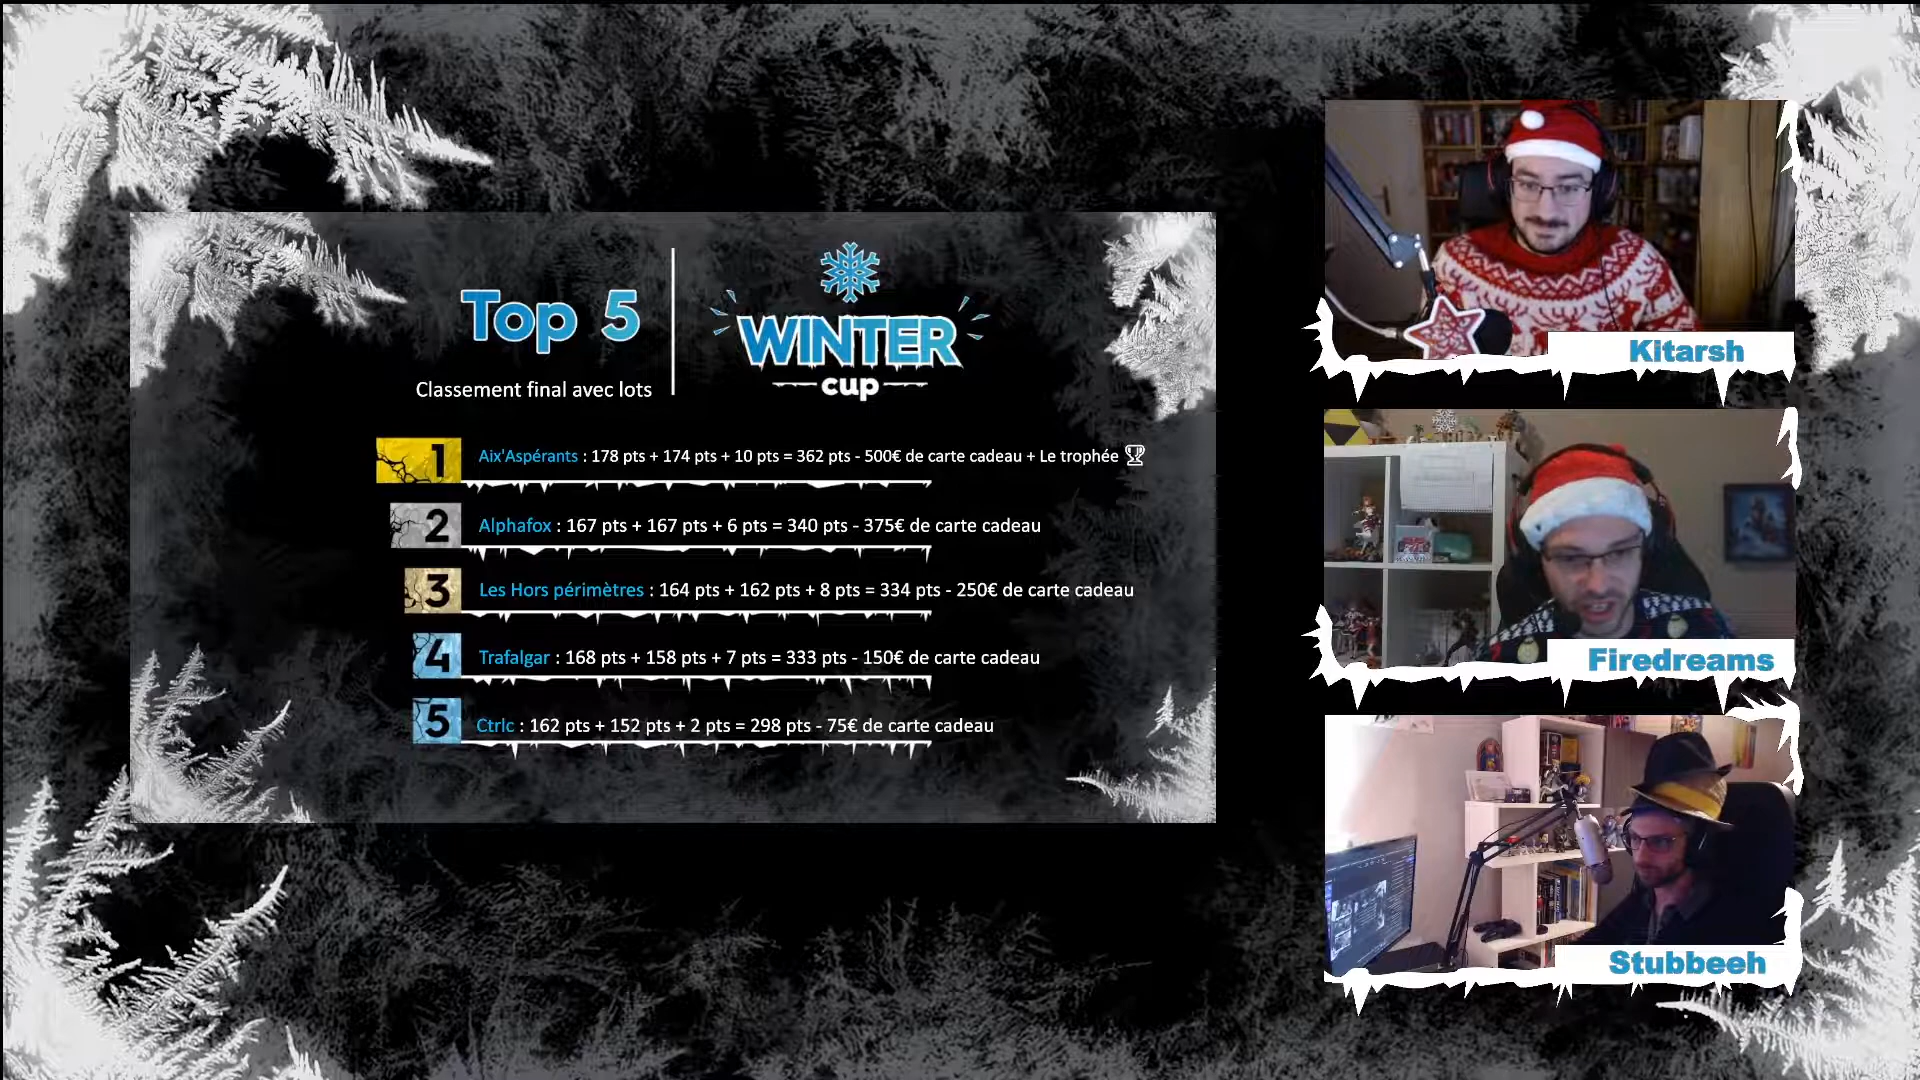 Top 5
Classement final avec lots
WINTER
cup
1 Aix'Aspérants : 178 pts + 174 pts + 10 pts = 362 pts - 500€ de carte cadeau + Le trophée 🏆
2 Alphafox : 167 pts + 167 pts + 6 pts = 340 pts - 375€ de carte cadeau
3 Les Hors périmètres : 164 pts + 162 pts + 8 pts = 334 pts - 250€ de carte cadeau
4 Trafalgar : 168 pts + 158 pts + 7 pts = 333 pts - 150€ de carte cadeau
5 Ctrlc : 162 pts + 152 pts + 2 pts = 298 pts - 75€ de carte cadeau
Kitarsh
Firedreams
Stubbeeh